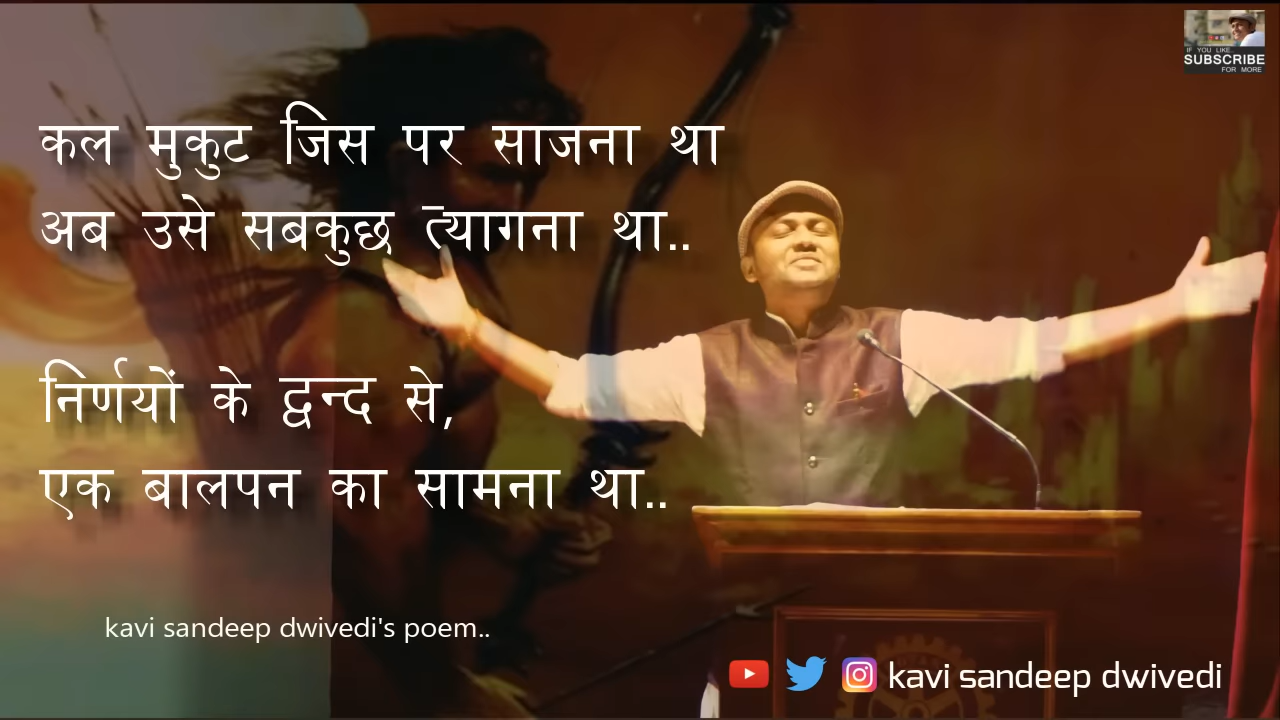 IF YOU LIKE..
SUBSCRIBE
FOR MORE
कल मुकुट जिस पर साजना था
अब उसे सबकुछ त्यागना था..
निर्णयों के द्वन्द से,
एक बालपन का सामना था..
kavi sandeep dwivedi's poem..
kavi sandeep dwivedi